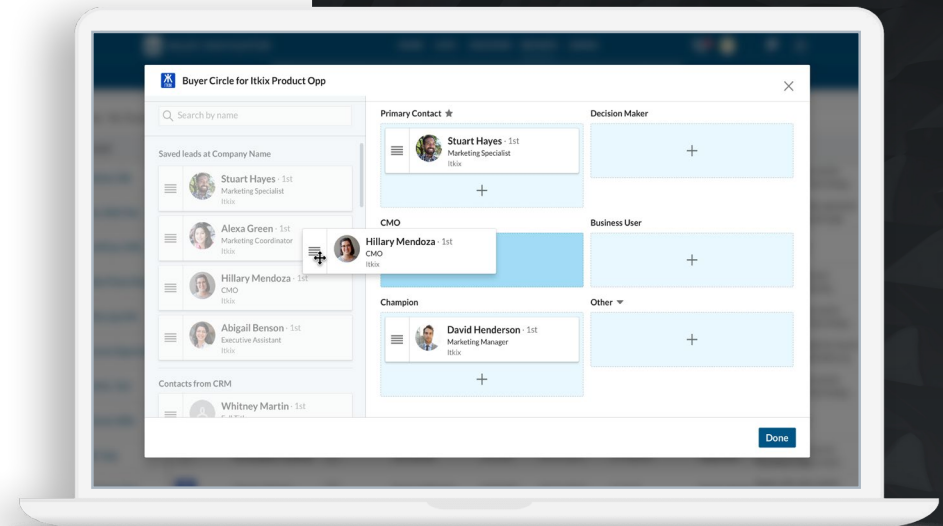 Buyer Circle for Itkix Product Opp
Search by name
Saved leads at Company Name
Stuart Hayes · 1st
Marketing Specialist
Itkix
Alexa Green · 1st
Marketing Coordinator
Itkix
Hillary Mendoza · 1st
CMO
Itkix
Abigail Benson · 1st
Executive Assistant
Itkix
Contacts from CRM
Whitney Martin · 1st
Primary Contact
Stuart Hayes · 1st
Marketing Specialist
Itkix
Decision Maker
CMO
Hillary Mendoza · 1st
CMO
Itkix
Business User
Champion
David Henderson · 1st
Marketing Manager
Itkix
Other
Done